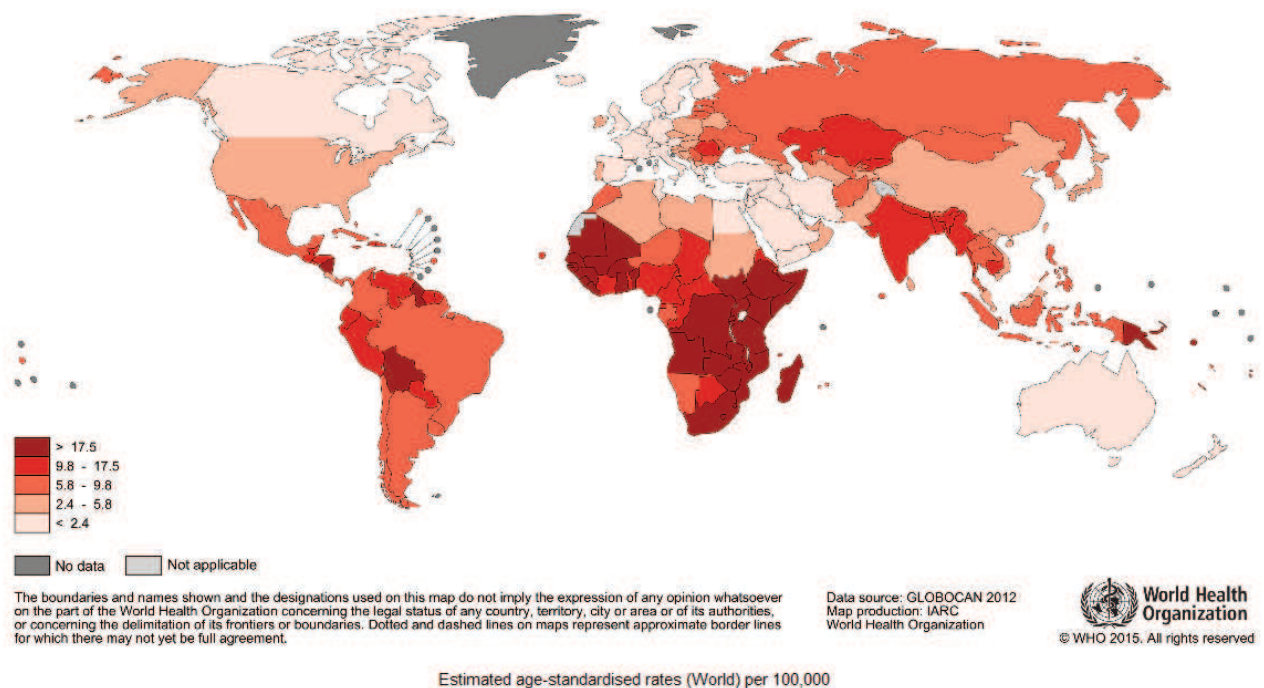 > 17.5
9.8 - 17.5
5.8 - 9.8
2.4 - 5.8
< 2.4
No data
Not applicable
The boundaries and names shown and the designations used on this map do not imply the expression of any opinion whatsoever
on the part of the World Health Organization concerning the legal status of any country, territory, city or area or of its authorities,
or concerning the delimitation of its frontiers or boundaries. Dotted and dashed lines on maps represent approximate border lines
for which there may not yet be full agreement.
Data source: GLOBOCAN 2012
Map production: IARC
World Health Organization
World Health
Organization
© WHO 2015. All rights reserved
Estimated age-standardised rates (World) per 100,000